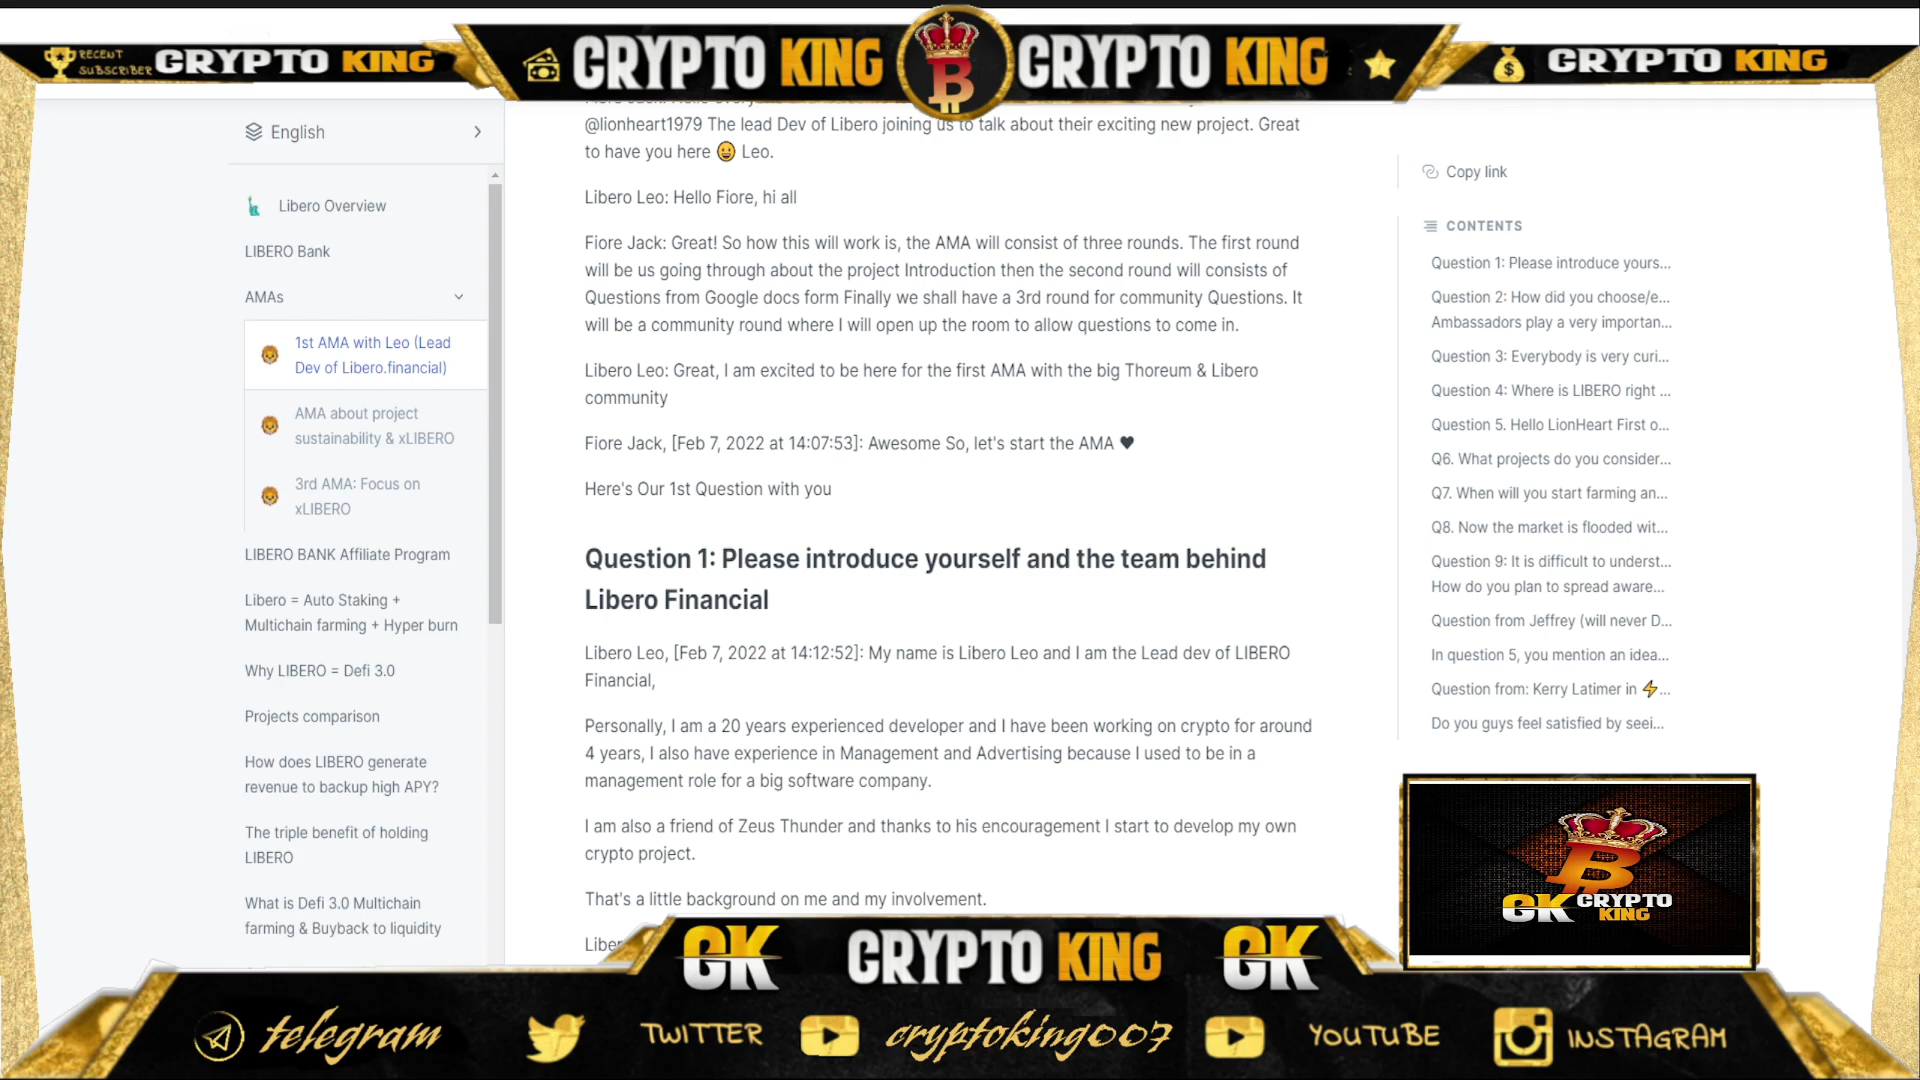 RECENT
SUBSCRIBER
CRYPTO KING
CRYPTO KING
CRYPTO KING
CRYPTO KING
English
Libero Overview
LIBERO Bank
AMAs
1st AMA with Leo (Lead
Dev of Libero.financial)
AMA about project
sustainability & xLIBERO
3rd AMA: Focus on
xLIBERO
LIBERO BANK Affiliate Program
Libero = Auto Staking +
Multichain farming + Hyper burn
Why LIBERO = Defi 3.0
Projects comparison
How does LIBERO generate
revenue to backup high APY?
The triple benefit of holding
LIBERO
What is Defi 3.0 Multichain
farming & Buyback to liquidity
@lionheart1979 The lead Dev of Libero joining us to talk about their exciting new project. Great
to have you here 😀 Leo.
Libero Leo: Hello Fiore, hi all
Fiore Jack: Great! So how this will work is, the AMA will consist of three rounds. The first round
will be us going through about the project Introduction then the second round will consists of
Questions from Google docs form Finally we shall have a 3rd round for community Questions. It
will be a community round where I will open up the room to allow questions to come in.
Libero Leo: Great, I am excited to be here for the first AMA with the big Thoreum & Libero
community
Fiore Jack, [Feb 7, 2022 at 14:07:53]: Awesome So, let's start the AMA ♥
Here's Our 1st Question with you
Question 1: Please introduce yourself and the team behind
Libero Financial
Libero Leo, [Feb 7, 2022 at 14:12:52]: My name is Libero Leo and I am the Lead dev of LIBERO
Financial,
Personally, I am a 20 years experienced developer and I have been working on crypto for around
4 years, I also have experience in Management and Advertising because I used to be in a
management role for a big software company.
I am also a friend of Zeus Thunder and thanks to his encouragement I start to develop my own
crypto project.
That's a little background on me and my involvement.
Copy link
CONTENTS
Question 1: Please introduce yours...
Question 2: How did you choose/e...
Ambassadors play a very importan...
Question 3: Everybody is very curi...
Question 4: Where is LIBERO right ...
Question 5. Hello LionHeart First o...
Q6. What projects do you consider...
Q7. When will you start farming an...
Q8. Now the market is flooded wit...
Question 9: It is difficult to underst...
How do you plan to spread aware...
Question from Jeffrey (will never D...
In question 5, you mention an idea...
Question from: Kerry Latimer in ⚡...
Do you guys feel satisfied by seei...
CK CRYPTO
KING
CK CRYPTO KING CK
telegram TWITTER cryptoking007 YOUTUBE INSTAGRAM